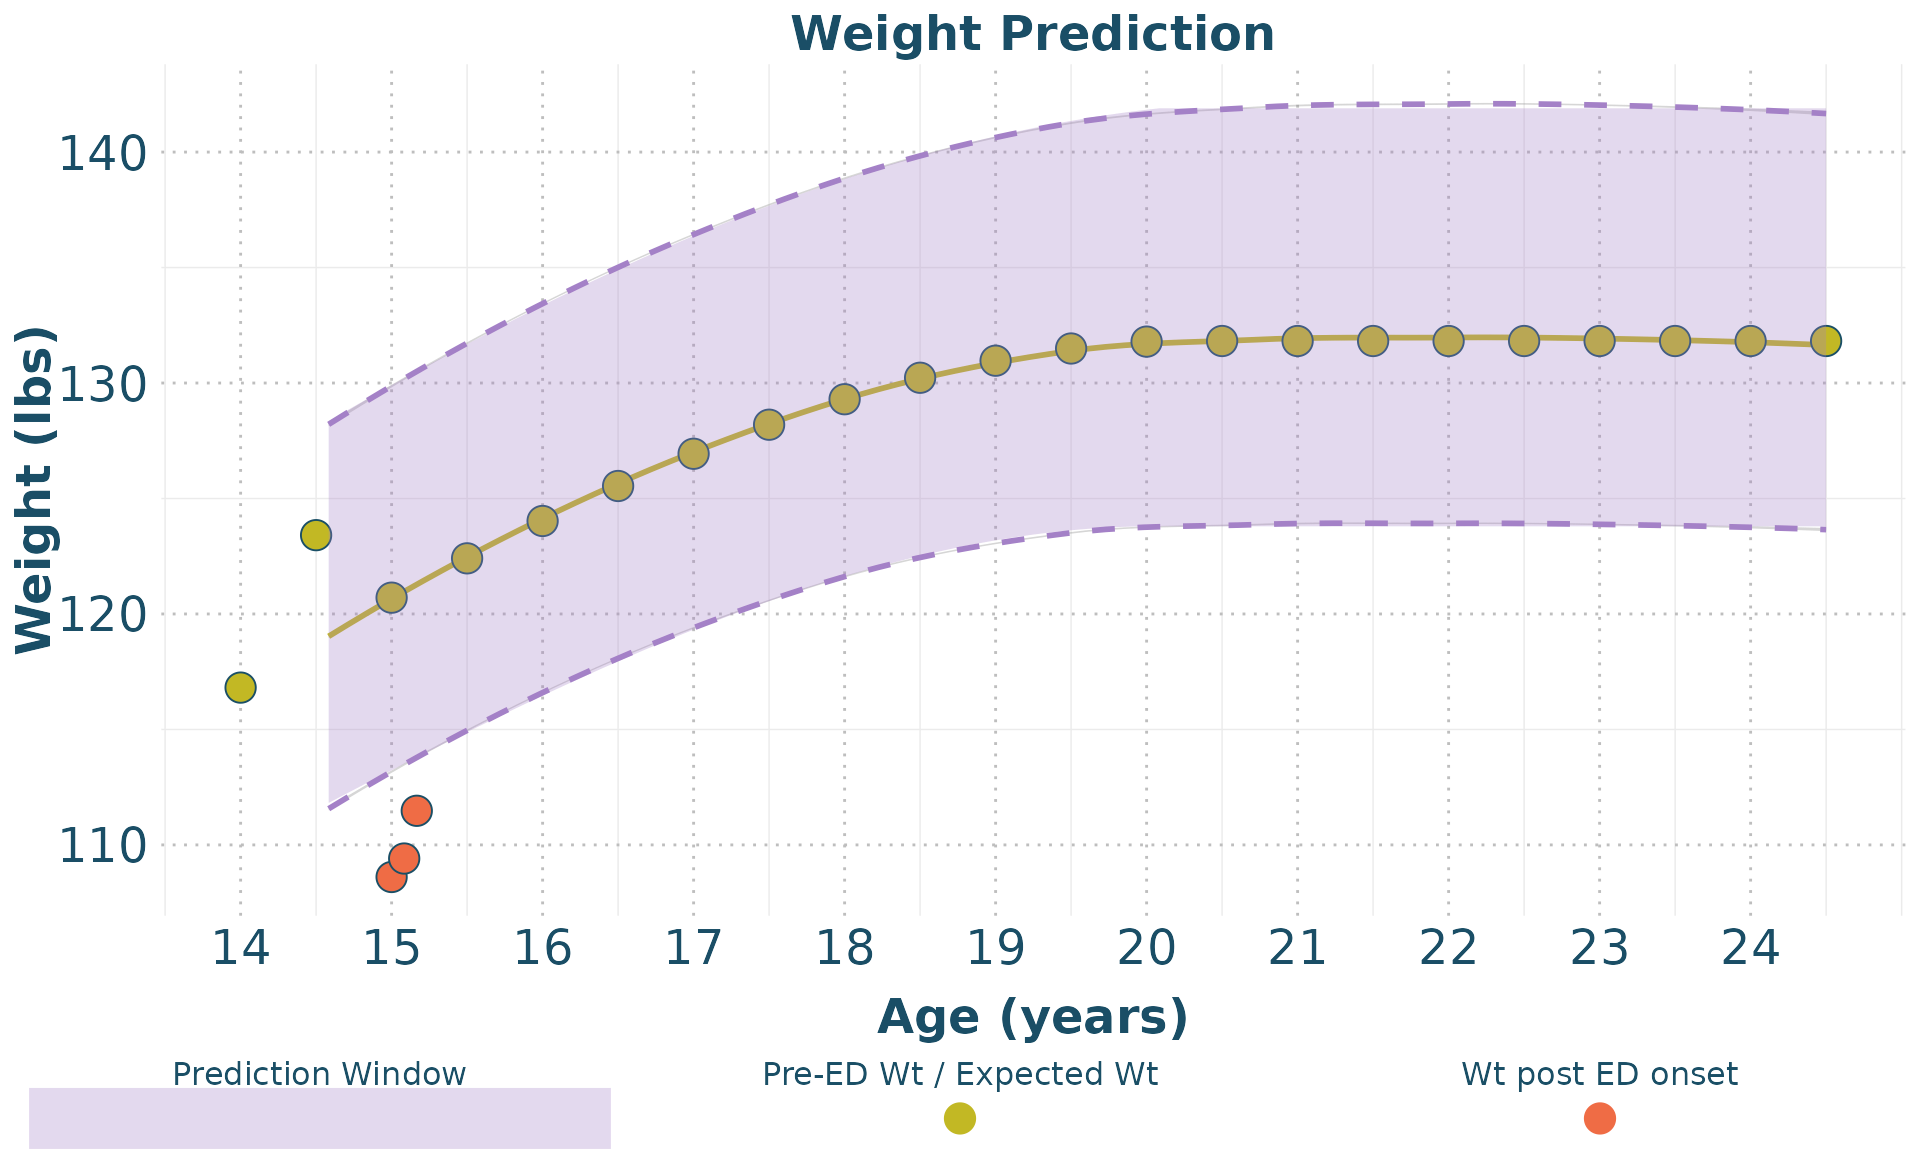 Weight Prediction
Weight (lbs)
140
130
120
110
14 15 16 17 18 19 20 21 22 23 24
Age (years)
Prediction Window
Pre-ED Wt / Expected Wt
Wt post ED onset